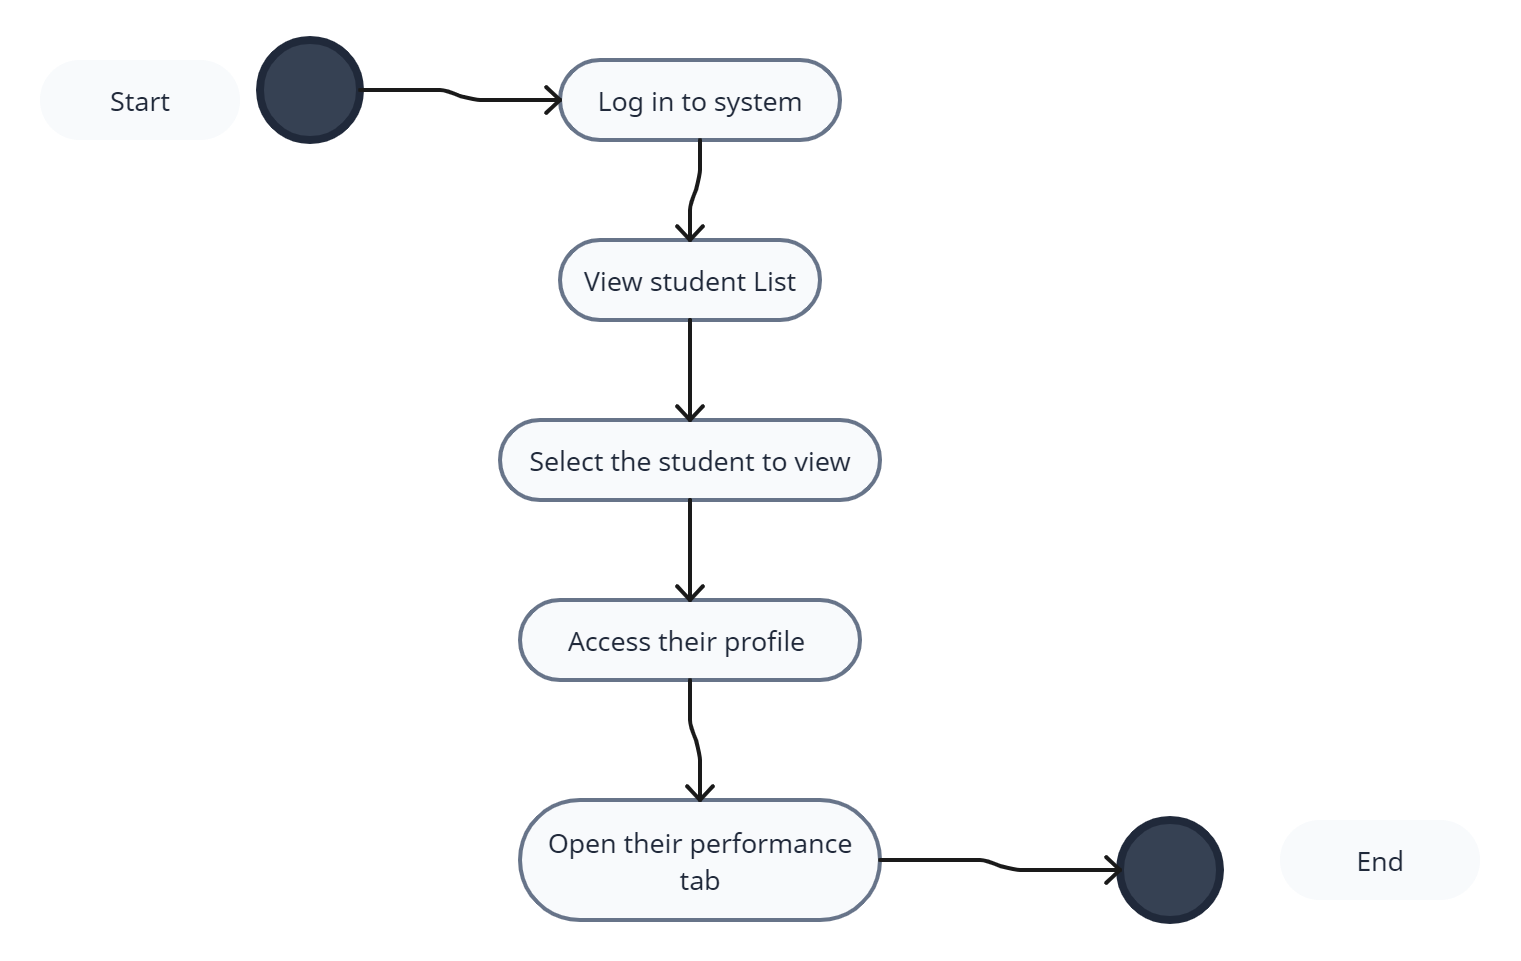 Start
Log in to system
View student List
Select the student to view
Access their profile
Open their performance
tab
End